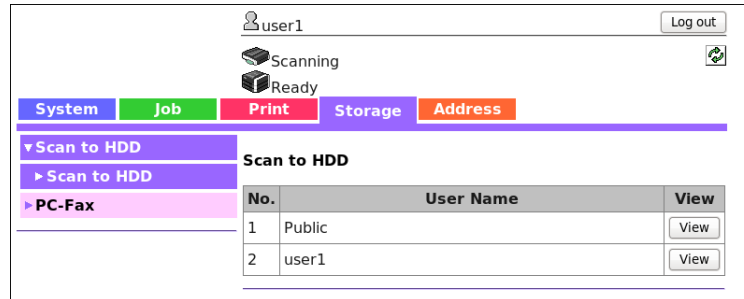 user1 Log out
Scanning
Ready
System Job Print Storage Address
Scan to HDD
Scan to HDD
PC-Fax
Scan to HDD
No. User Name View
1 Public View
2 user1 View